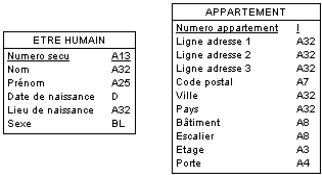 ETRE HUMAIN
Numero secu A13
Nom A32
Prénom A25
Date de naissance D
Lieu de naissance A32
Sexe BL
APPARTEMENT
Numero appartement I
Ligne adresse 1 A32
Ligne adresse 2 A32
Ligne adresse 3 A32
Code postal A7
Ville A32
Pays A32
Bâtiment A8
Escalier A8
Etage A3
Porte A4